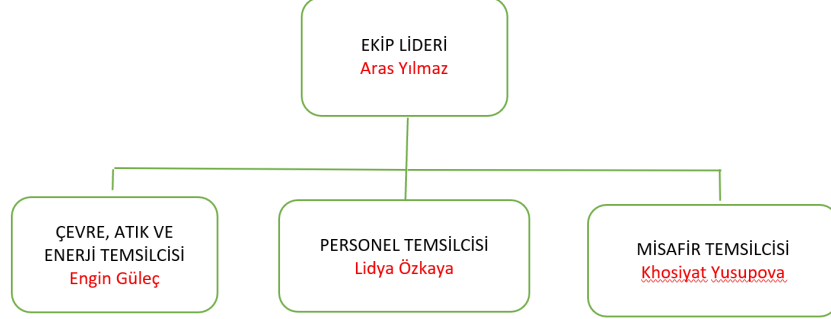 EKİP LİDERİ
Aras Yılmaz
ÇEVRE, ATIK VE
ENERJİ TEMSİLCİSİ
Engin Güleç
PERSONEL TEMSİLCİSİ
Lidya Özkaya
MİSAFİR TEMSİLCİSİ
Khosiyat Yusupova